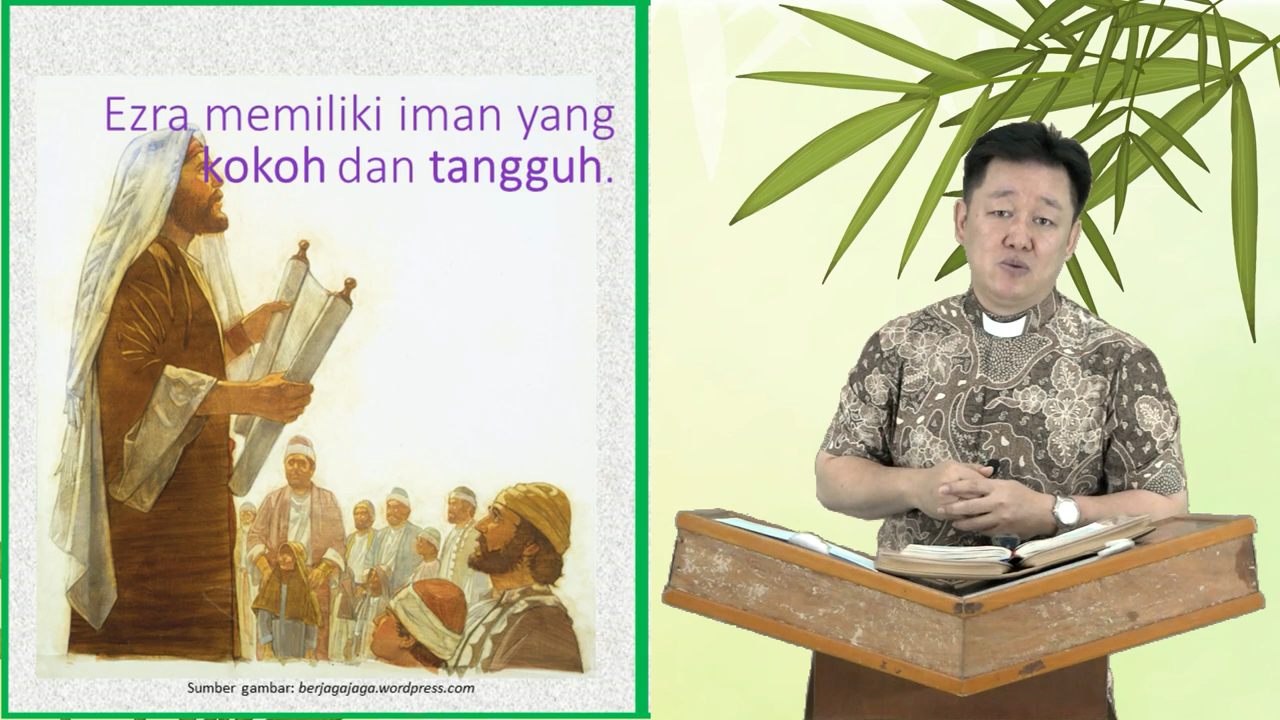 Ezra memiliki iman yang
kokoh dan tangguh.
Sumber gambar: berjagajaga.wordpress.com